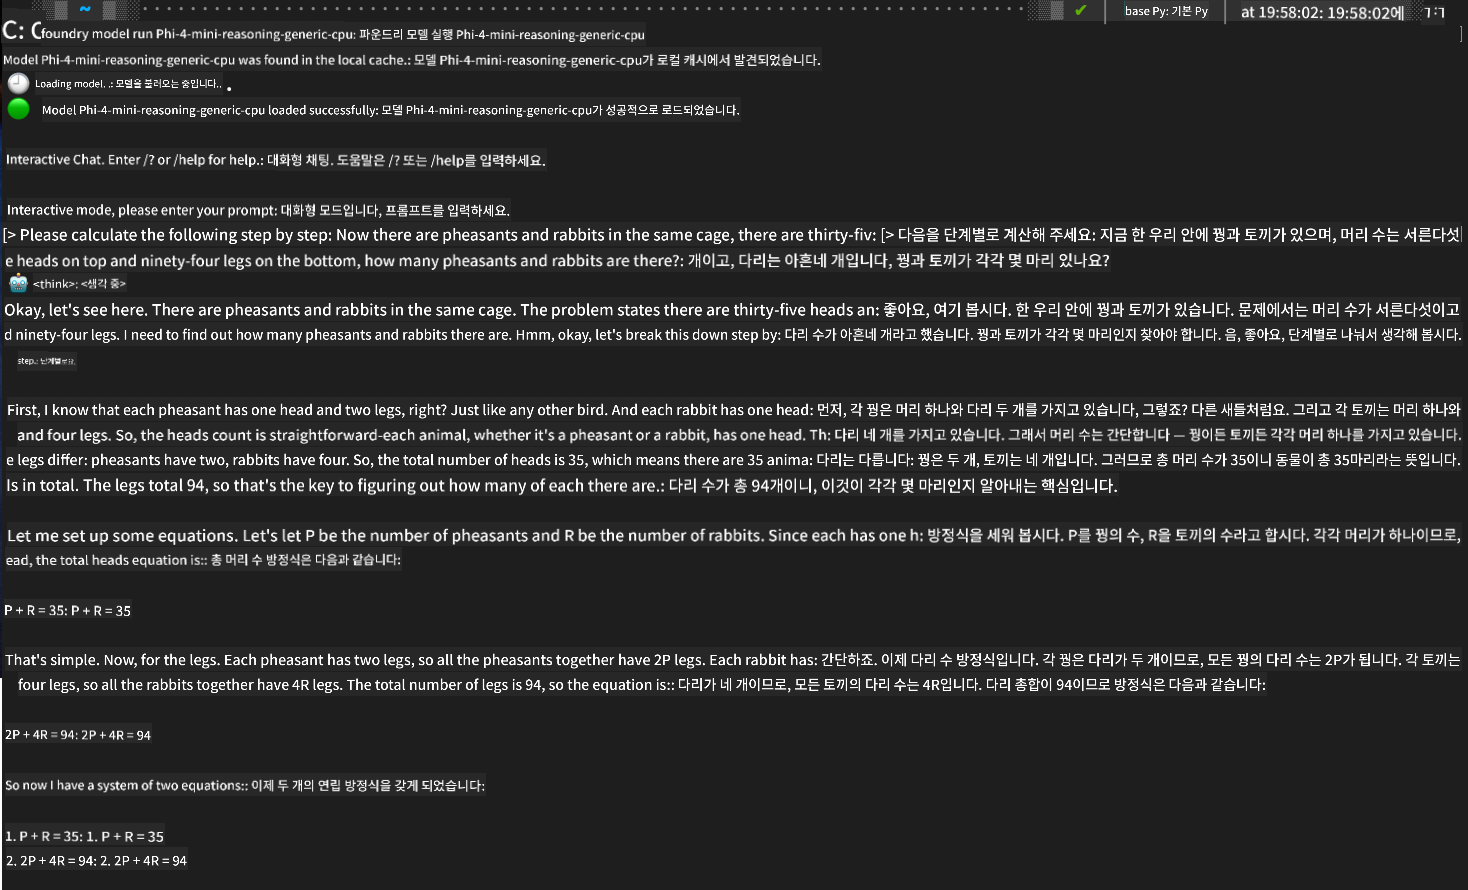 ~ ✔ base Py: 기본 Py at 19:58:02: 19:58:02에
C: foundry model run Phi-4-mini-reasoning-generic-cpu: 파운드리 모델 실행 Phi-4-mini-reasoning-generic-cpu
Model Phi-4-mini-reasoning-generic-cpu was found in the local cache.: 모델 Phi-4-mini-reasoning-generic-cpu가 로컬 캐시에서 발견되었습니다.
Loading model. .: 모델을 불러오는 중입니다.. .
Model Phi-4-mini-reasoning-generic-cpu loaded successfully: 모델 Phi-4-mini-reasoning-generic-cpu가 성공적으로 로드되었습니다.
Interactive Chat. Enter /? or /help for help.: 대화형 채팅. 도움말은 /? 또는 /help를 입력하세요.
Interactive mode, please enter your prompt: 대화형 모드입니다, 프롬프트를 입력하세요.
[> Please calculate the following step by step: Now there are pheasants and rabbits in the same cage, there are thirty-fiv: [> 다음을 단계별로 계산해 주세요: 지금 한 우리 안에 꿩과 토끼가 있으며, 머리 수는 서른다섯
e heads on top and ninety-four legs on the bottom, how many pheasants and rabbits are there?: 개이고, 다리는 아흔네 개입니다, 꿩과 토끼가 각각 몇 마리 있나요?
<think>: <생각 중>
Okay, let's see here. There are pheasants and rabbits in the same cage. The problem states there are thirty-five heads an: 좋아요, 여기 봅시다. 한 우리 안에 꿩과 토끼가 있습니다. 문제에서는 머리 수가 서른다섯이고
d ninety-four legs. I need to find out how many pheasants and rabbits there are. Hmm, okay, let's break this down step by: 다리 수가 아흔네 개라고 했습니다. 꿩과 토끼가 각각 몇 마리인지 찾아야 합니다. 음, 좋아요, 단계별로 나눠서 생각해 봅시다.
step.: 단계별로요.
First, I know that each pheasant has one head and two legs, right? Just like any other bird. And each rabbit has one head: 먼저, 각 꿩은 머리 하나와 다리 두 개를 가지고 있습니다, 그렇죠? 다른 새들처럼요. 그리고 각 토끼는 머리 하나와
and four legs. So, the heads count is straightforward-each animal, whether it's a pheasant or a rabbit, has one head. Th: 다리 네 개를 가지고 있습니다. 그래서 머리 수는 간단합니다 — 꿩이든 토끼든 각각 머리 하나를 가지고 있습니다.
e legs differ: pheasants have two, rabbits have four. So, the total number of heads is 35, which means there are 35 anima: 다리는 다릅니다: 꿩은 두 개, 토끼는 네 개입니다. 그러므로 총 머리 수가 35이니 동물이 총 35마리라는 뜻입니다.
Is in total. The legs total 94, so that's the key to figuring out how many of each there are.: 다리 수가 총 94개이니, 이것이 각각 몇 마리인지 알아내는 핵심입니다.
Let me set up some equations. Let's let P be the number of pheasants and R be the number of rabbits. Since each has one h: 방정식을 세워 봅시다. P를 꿩의 수, R을 토끼의 수라고 합시다. 각각 머리가 하나이므로,
ead, the total heads equation is:: 총 머리 수 방정식은 다음과 같습니다:
P + R = 35: P + R = 35
That's simple. Now, for the legs. Each pheasant has two legs, so all the pheasants together have 2P legs. Each rabbit has: 간단하죠. 이제 다리 수 방정식입니다. 각 꿩은 다리가 두 개이므로, 모든 꿩의 다리 수는 2P가 됩니다. 각 토끼는
four legs, so all the rabbits together have 4R legs. The total number of legs is 94, so the equation is:: 다리가 네 개이므로, 모든 토끼의 다리 수는 4R입니다. 다리 총합이 94이므로 방정식은 다음과 같습니다:
2P + 4R = 94: 2P + 4R = 94
So now I have a system of two equations:: 이제 두 개의 연립 방정식을 갖게 되었습니다:
1. P + R = 35: 1. P + R = 35
2. 2P + 4R = 94: 2. 2P + 4R = 94